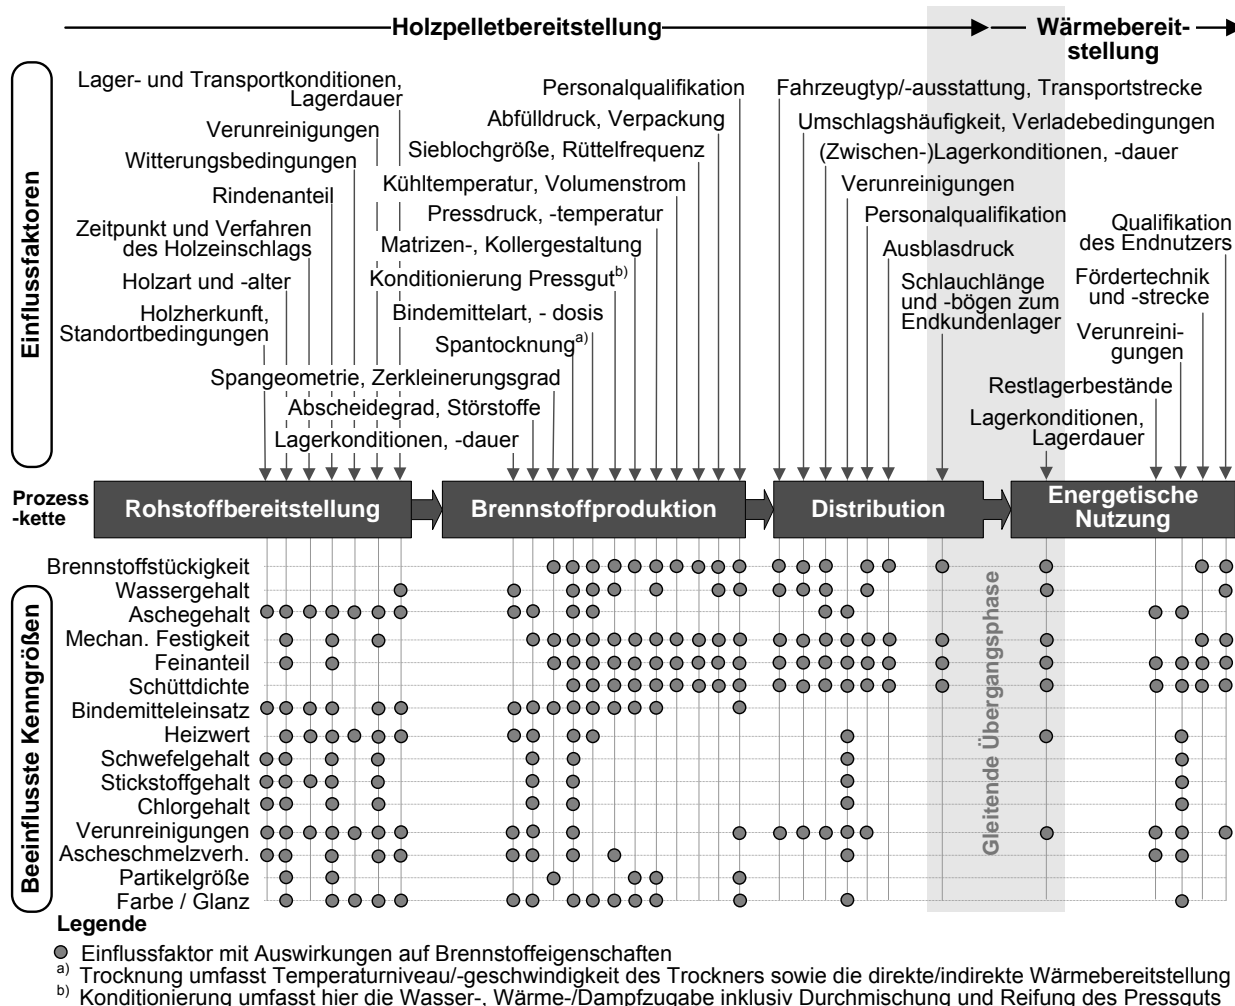 Holzpelletbereitstellung
Wärmebereit-
stellung
Einflussfaktoren
Lager- und Transportkonditionen,
Lagerdauer
Verunreinigungen
Witterungsbedingungen
Rindenanteil
Zeitpunkt und Verfahren
des Holzeinschlags
Holzart und -alter
Holzherkunft,
Standortbedingungen
Personalqualifikation
Abfülldruck, Verpackung
Sieblochgröße, Rüttelfrequenz
Kühltemperatur, Volumenstrom
Pressdruck, -temperatur
Matrizen-, Kollergestaltung
Konditionierung Pressgut b)
Bindemittelart, - dosis
Spantocknung a)
Spangeometrie, Zerkleinerungsgrad
Abscheidegrad, Störstoffe
Lagerkonditionen, -dauer
Fahrzeugtyp/-ausstattung, Transportstrecke
Umschlagshäufigkeit, Verladebedingungen
(Zwischen-)Lagerkonditionen, -dauer
Verunreinigungen
Personalqualifikation
Ausblasdruck
Schlauchlänge
und -bögen zum
Endkundenlager
Qualifikation
des Endnutzers
Fördertechnik
und -strecke
Verunreini-
gungen
Restlagerbestände
Lagerkonditionen,
Lagerdauer
Prozess
-kette
Rohstoffbereitstellung
Brennstoffproduktion
Distribution
Energetische
Nutzung
Beeinflusste Kenngrößen
Brennstoffstückigkeit
Wassergehalt
Aschegehalt
Mechan. Festigkeit
Feinanteil
Schüttdichte
Bindemitteleinsatz
Heizwert
Schwefelgehalt
Stickstoffgehalt
Chlorgehalt
Verunreinigungen
Ascheschmelzverh.
Partikelgröße
Farbe / Glanz
Gleitende Übergangsphase
Legende
Einflussfaktor mit Auswirkungen auf Brennstoffeigenschaften
a) Trocknung umfasst Temperaturniveau/-geschwindigkeit des Trockners sowie die direkte/indirekte Wärmebereitstellung
b) Konditionierung umfasst hier die Wasser-, Wärme-/Dampfzugabe inklusiv Durchmischung und Reifung des Pressguts